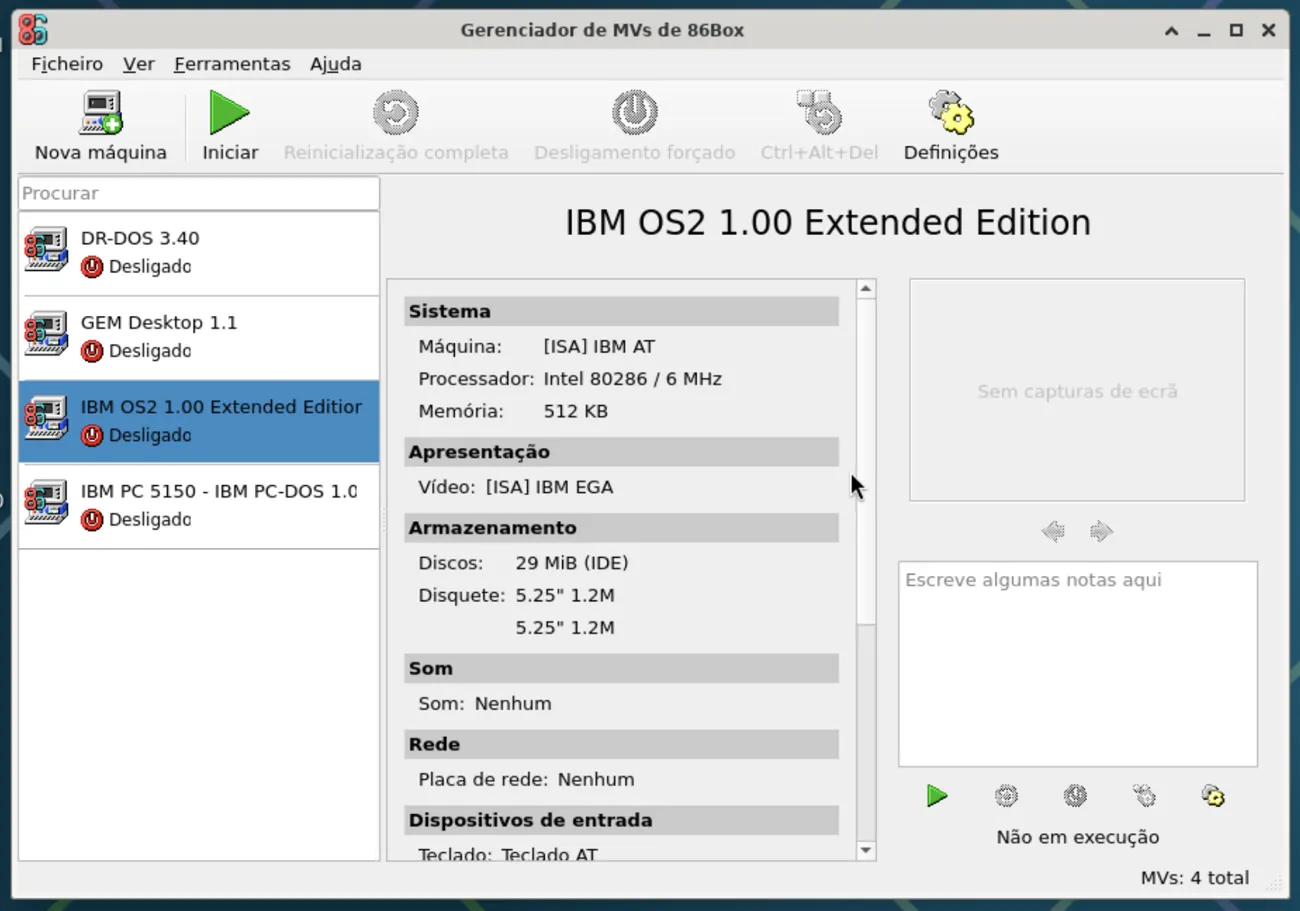 Gerenciador de MVs de 86Box
Ficheiro Ver Ferramentas Ajuda
Nova máquina Iniciar Reinicialização completa Desligamento forçado Ctrl+Alt+Del Definições
Procurar
DR-DOS 3.40
Desligado
GEM Desktop 1.1
Desligado
IBM OS2 1.00 Extended Edition
Desligado
IBM PC 5150 - IBM PC-DOS 1.0
Desligado
IBM OS2 1.00 Extended Edition
Sistema
Máquina: [ISA] IBM AT
Processador: Intel 80286 / 6 MHz
Memória: 512 KB
Apresentação
Vídeo: [ISA] IBM EGA
Armazenamento
Discos: 29 MiB (IDE)
Disquete: 5.25" 1.2M
5.25" 1.2M
Som
Som: Nenhum
Rede
Placa de rede: Nenhum
Dispositivos de entrada
Teclado: Teclado AT
Sem capturas de ecrã
Escreve algumas notas aqui
Não em execução
MVs: 4 total